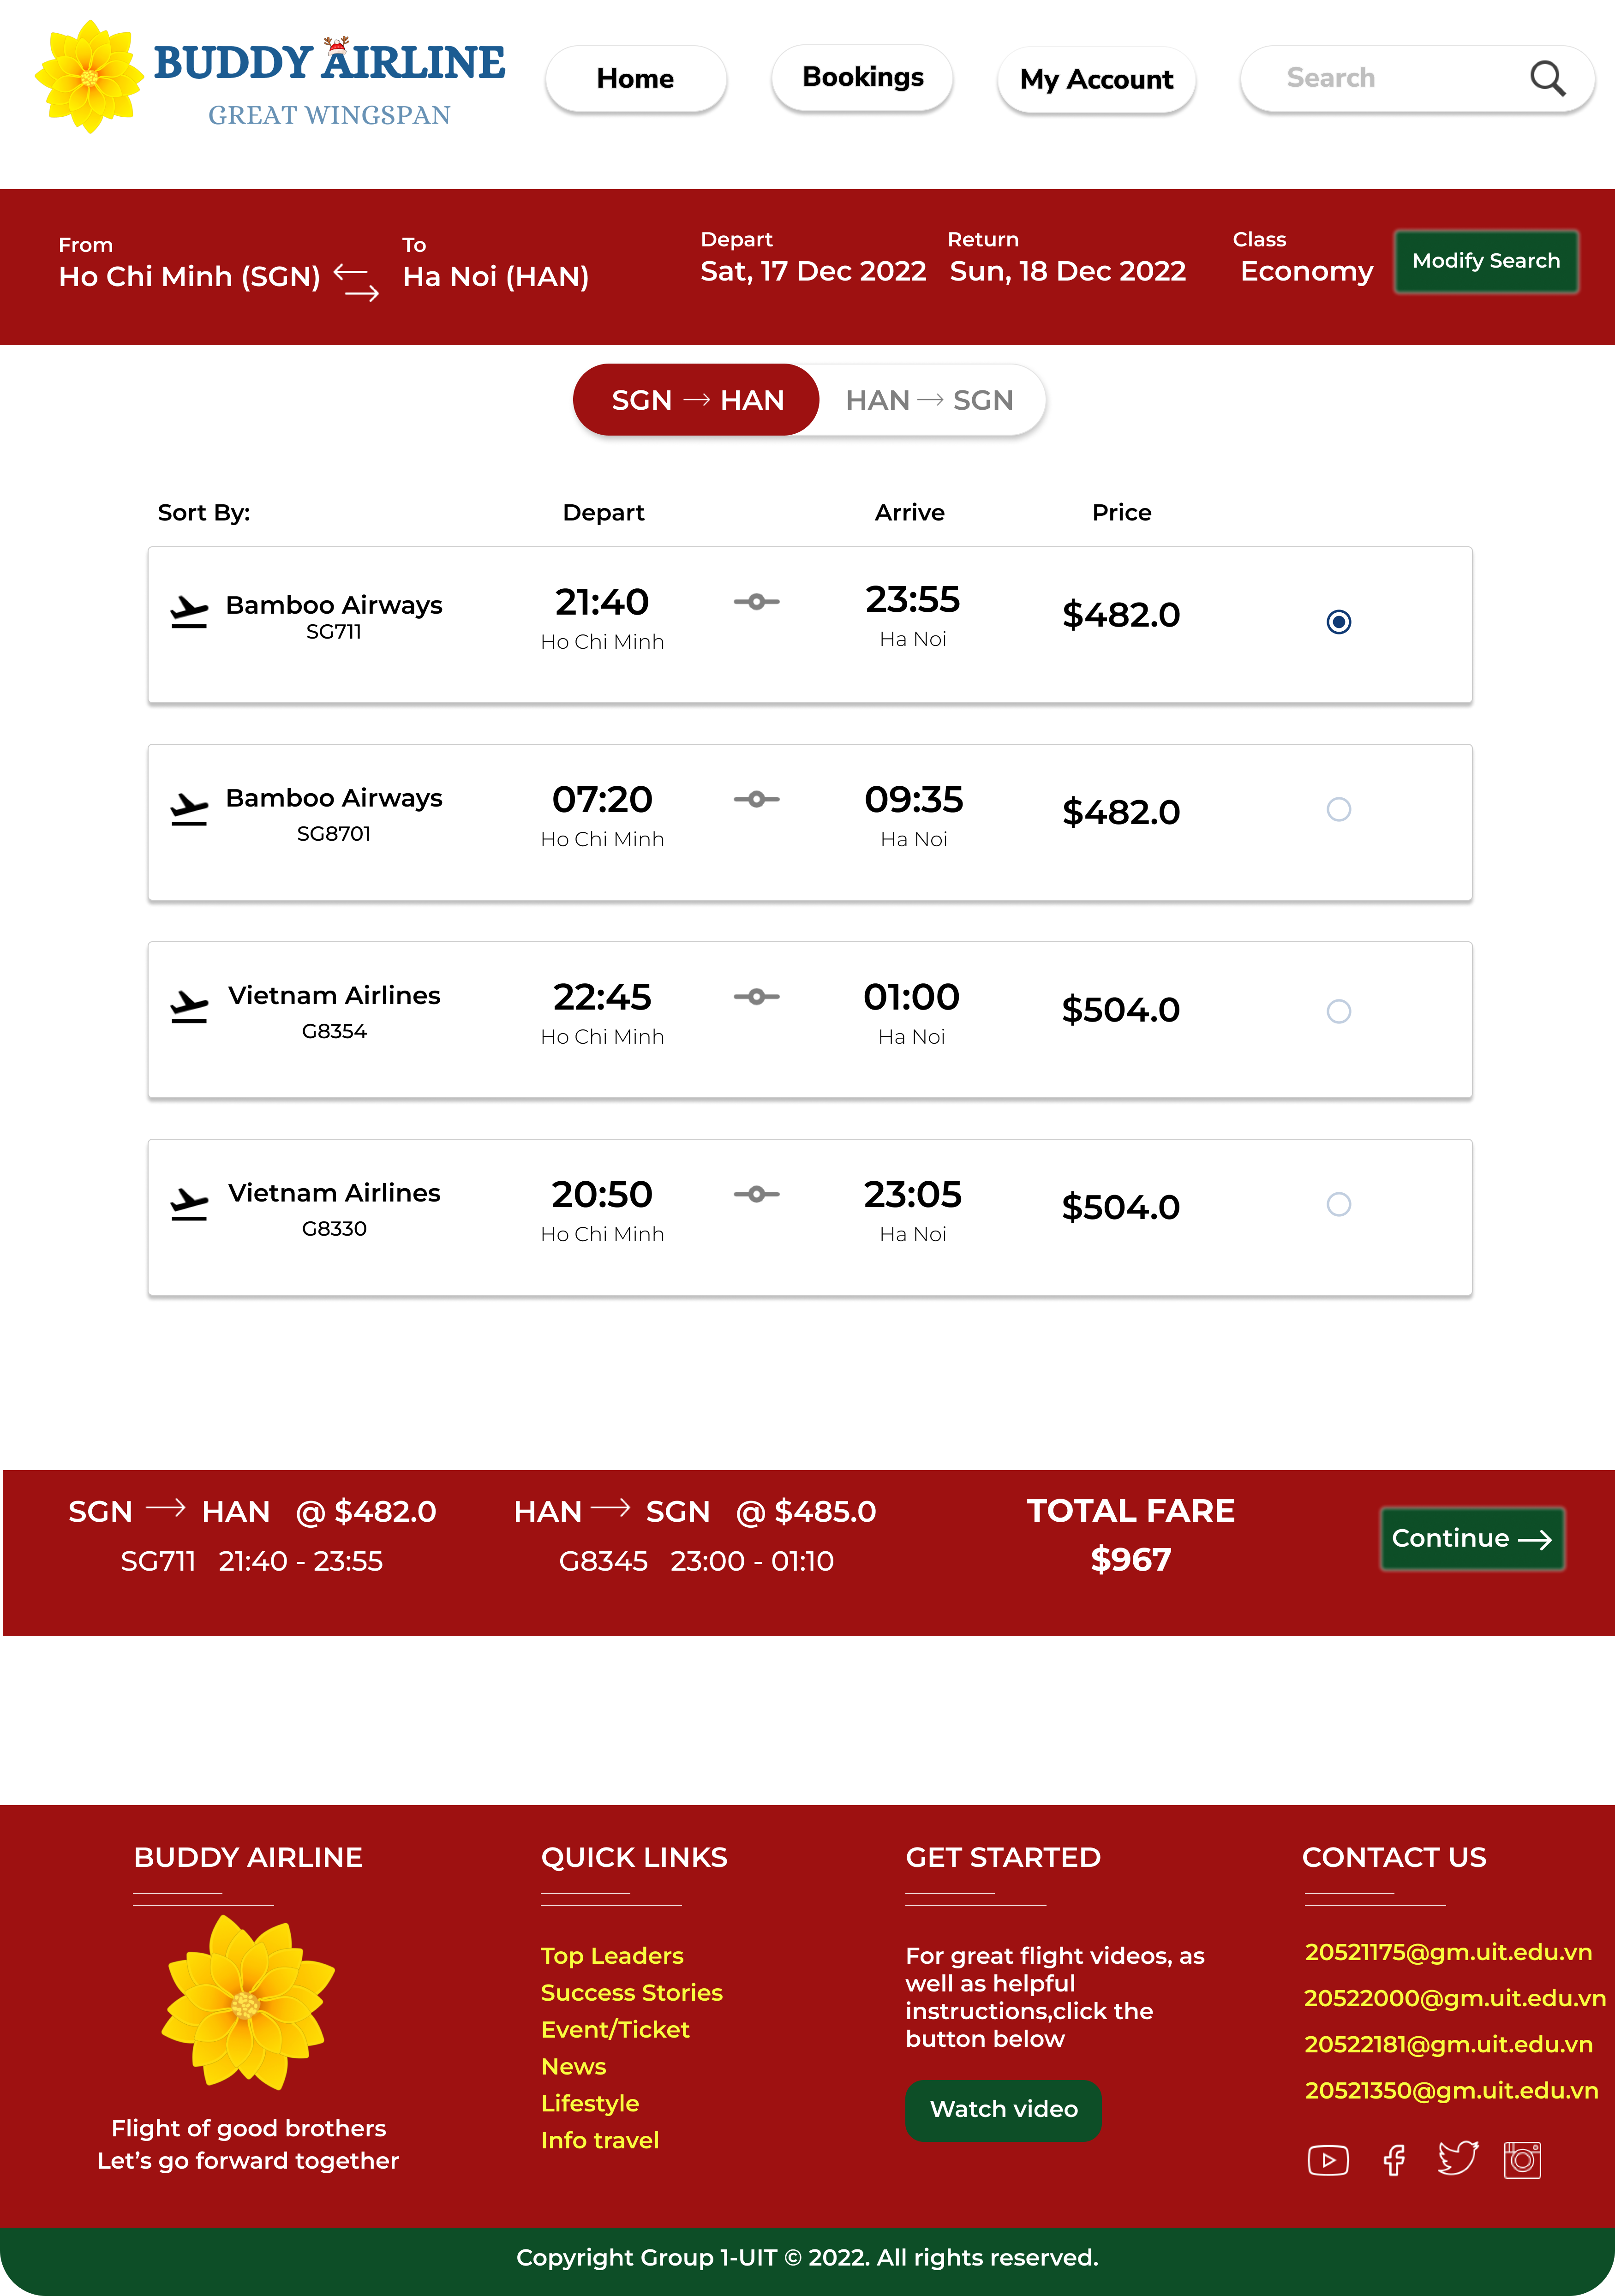 BUDDY AIRLINE
GREAT WINGSPAN
Home
Bookings
My Account
Search
From
Ho Chi Minh (SGN)
To
Ha Noi (HAN)
Depart
Sat, 17 Dec 2022
Return
Sun, 18 Dec 2022
Class
Economy
Modify Search
SGN → HAN
HAN → SGN
Sort By: Depart Arrive Price
Bamboo Airways
SG711
21:40
Ho Chi Minh
23:55
Ha Noi
$482.0
Bamboo Airways
SG8701
07:20
Ho Chi Minh
09:35
Ha Noi
$482.0
Vietnam Airlines
G8354
22:45
Ho Chi Minh
01:00
Ha Noi
$504.0
Vietnam Airlines
G8330
20:50
Ho Chi Minh
23:05
Ha Noi
$504.0
SGN → HAN @ $482.0
SG711 21:40 - 23:55
HAN → SGN @ $485.0
G8345 23:00 - 01:10
TOTAL FARE
$967
Continue →
BUDDY AIRLINE
Flight of good brothers
Let’s go forward together
QUICK LINKS
Top Leaders
Success Stories
Event/Ticket
News
Lifestyle
Info travel
GET STARTED
For great flight videos, as
well as helpful
instructions,click the
button below
Watch video
CONTACT US
20521175@gm.uit.edu.vn
20522000@gm.uit.edu.vn
20522181@gm.uit.edu.vn
20521350@gm.uit.edu.vn
Copyright Group 1-UIT © 2022. All rights reserved.